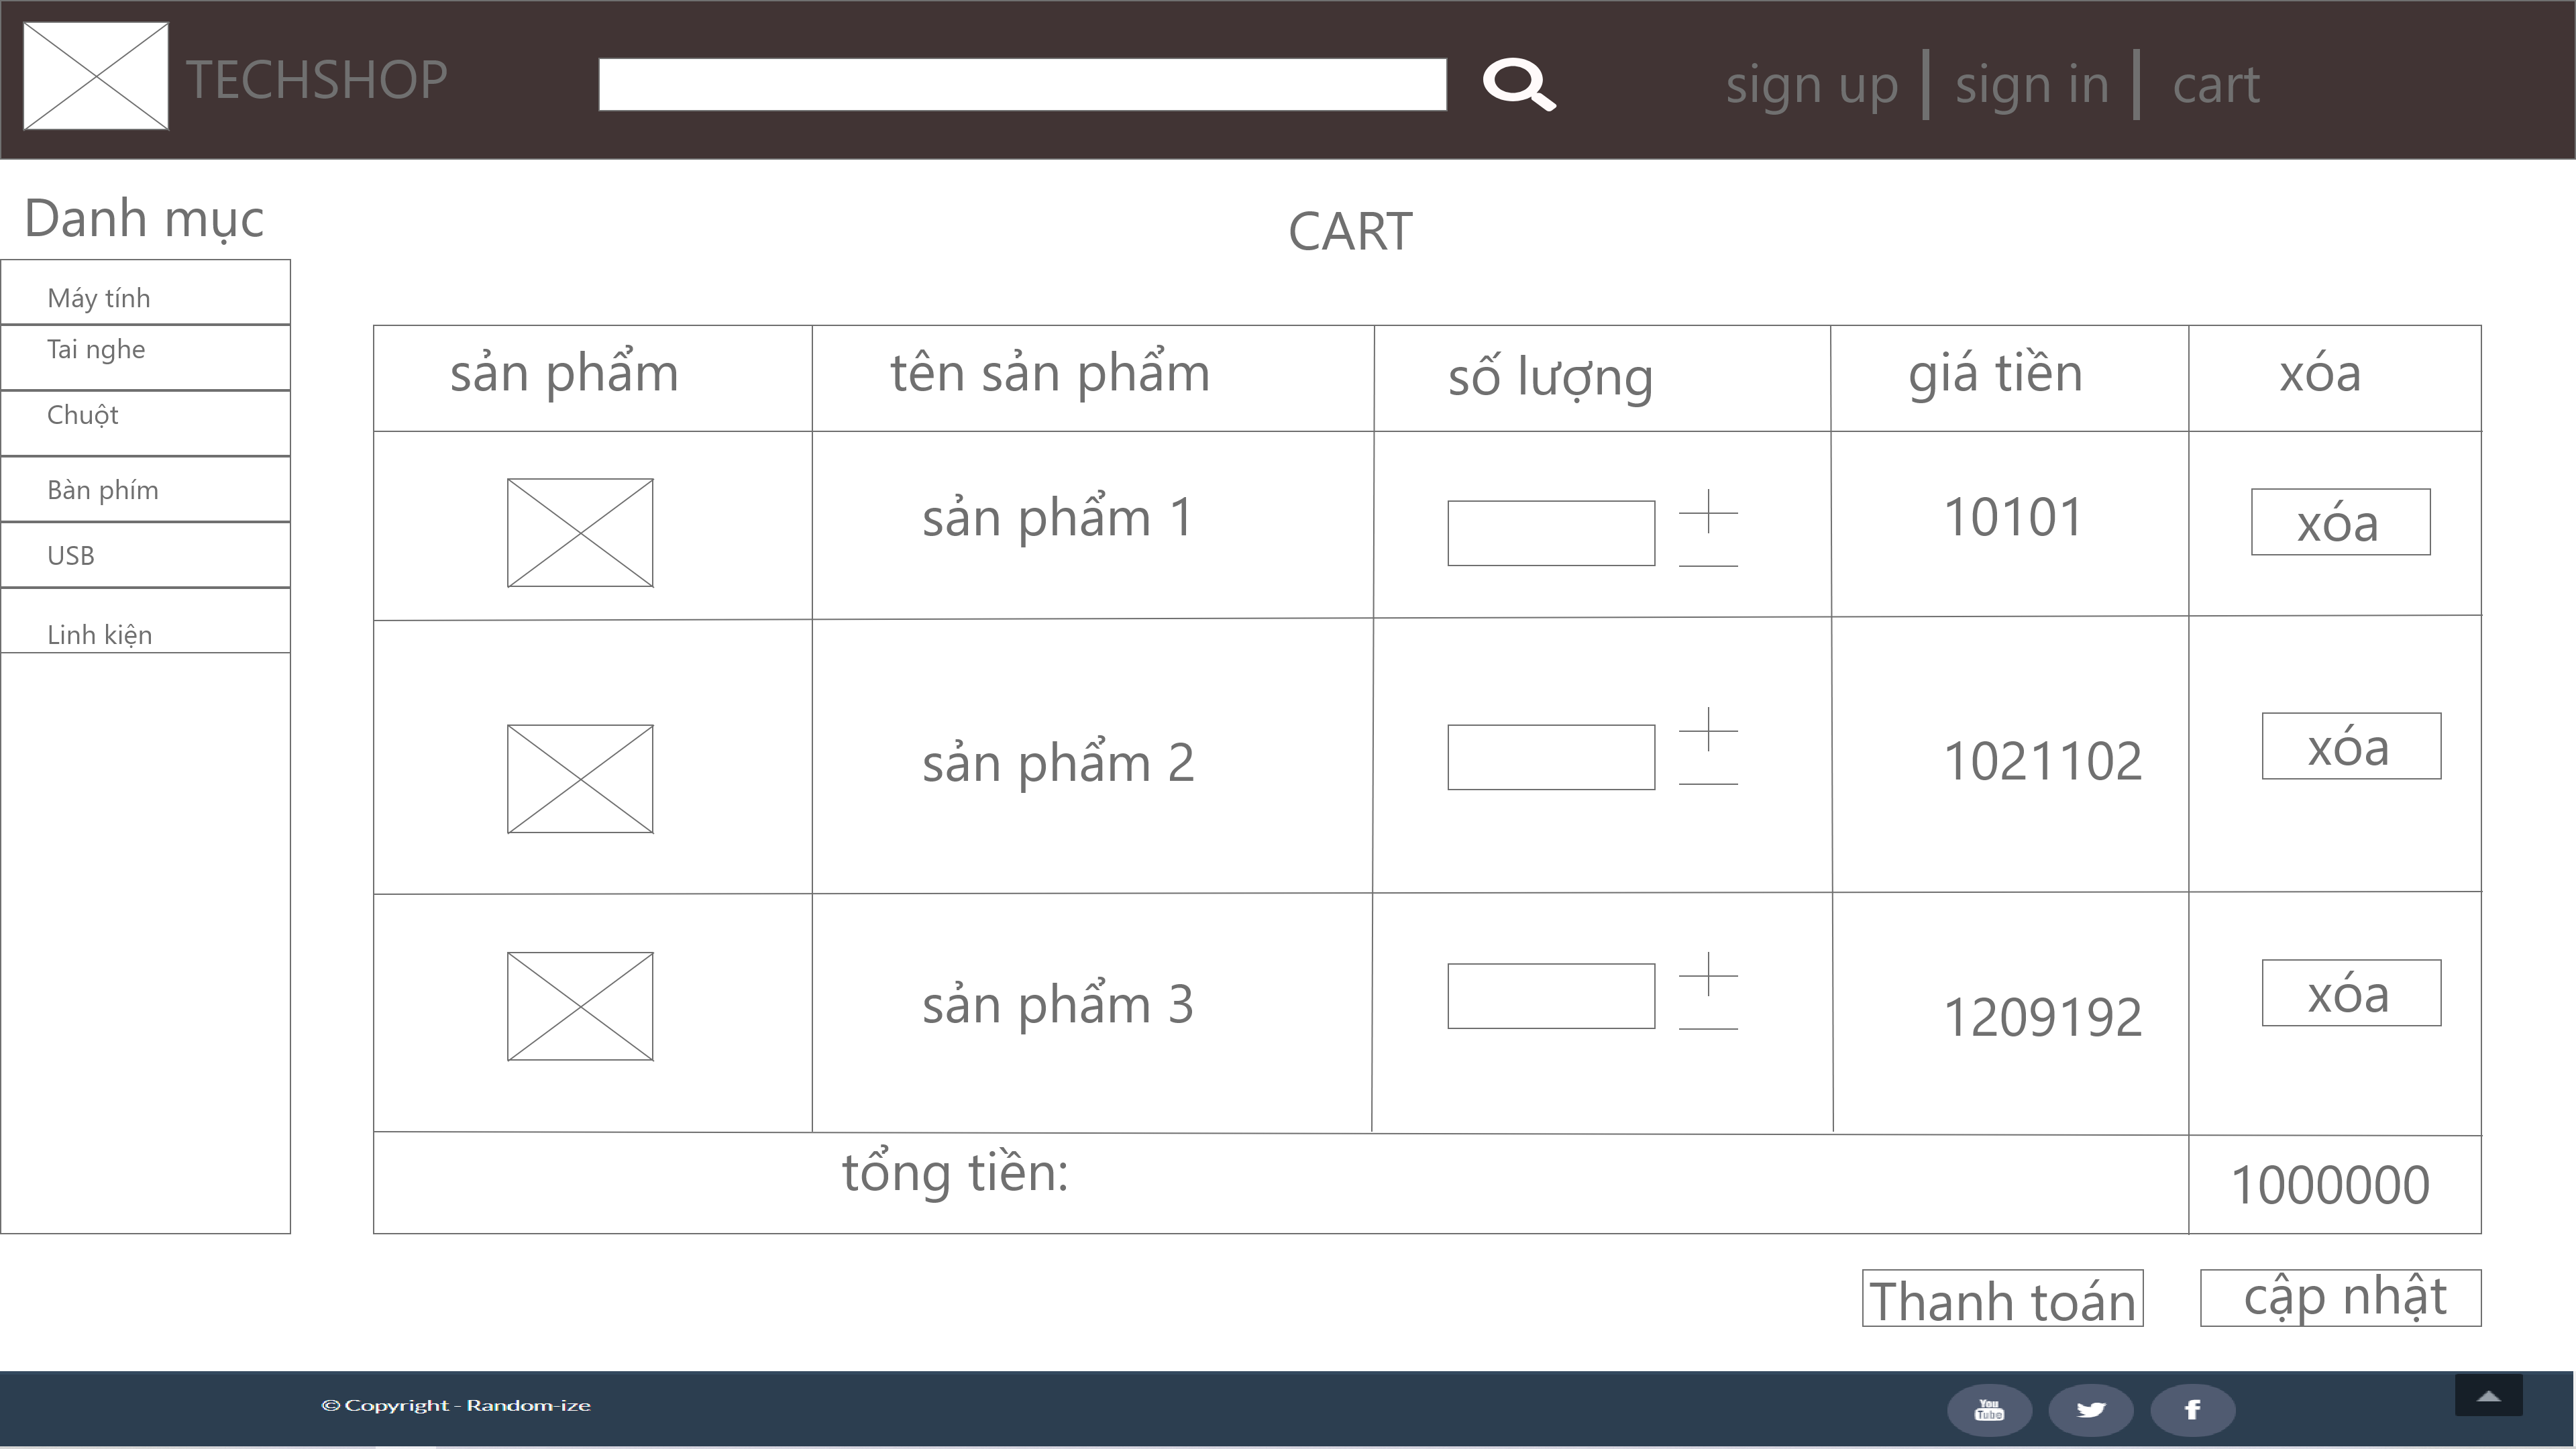 TECHSHOP
sign up | sign in | cart
Danh mục
CART
Máy tính
Tai nghe
Chuột
Bàn phím
USB
Linh kiện
sản phẩm tên sản phẩm số lượng giá tiền xóa
sản phẩm 1 10101 xóa
sản phẩm 2 1021102 xóa
sản phẩm 3 1209192 xóa
tổng tiền: 1000000
Thanh toán cập nhật
© Copyright - Random-ize
You Tube